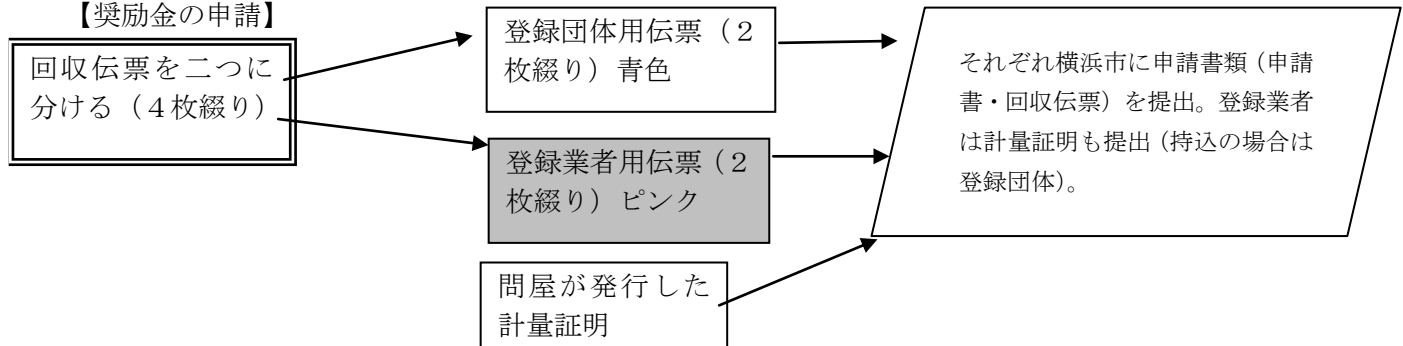 【奨励金の申請】
回収伝票を二つに
分ける（４枚綴り）
登録団体用伝票（２
枚綴り）青色
登録業者用伝票（２
枚綴り）ピンク
問屋が発行した
計量証明
それぞれ横浜市に申請書類（申請
書・回収伝票）を提出。登録業者
は計量証明も提出（持込の場合は
登録団体）。